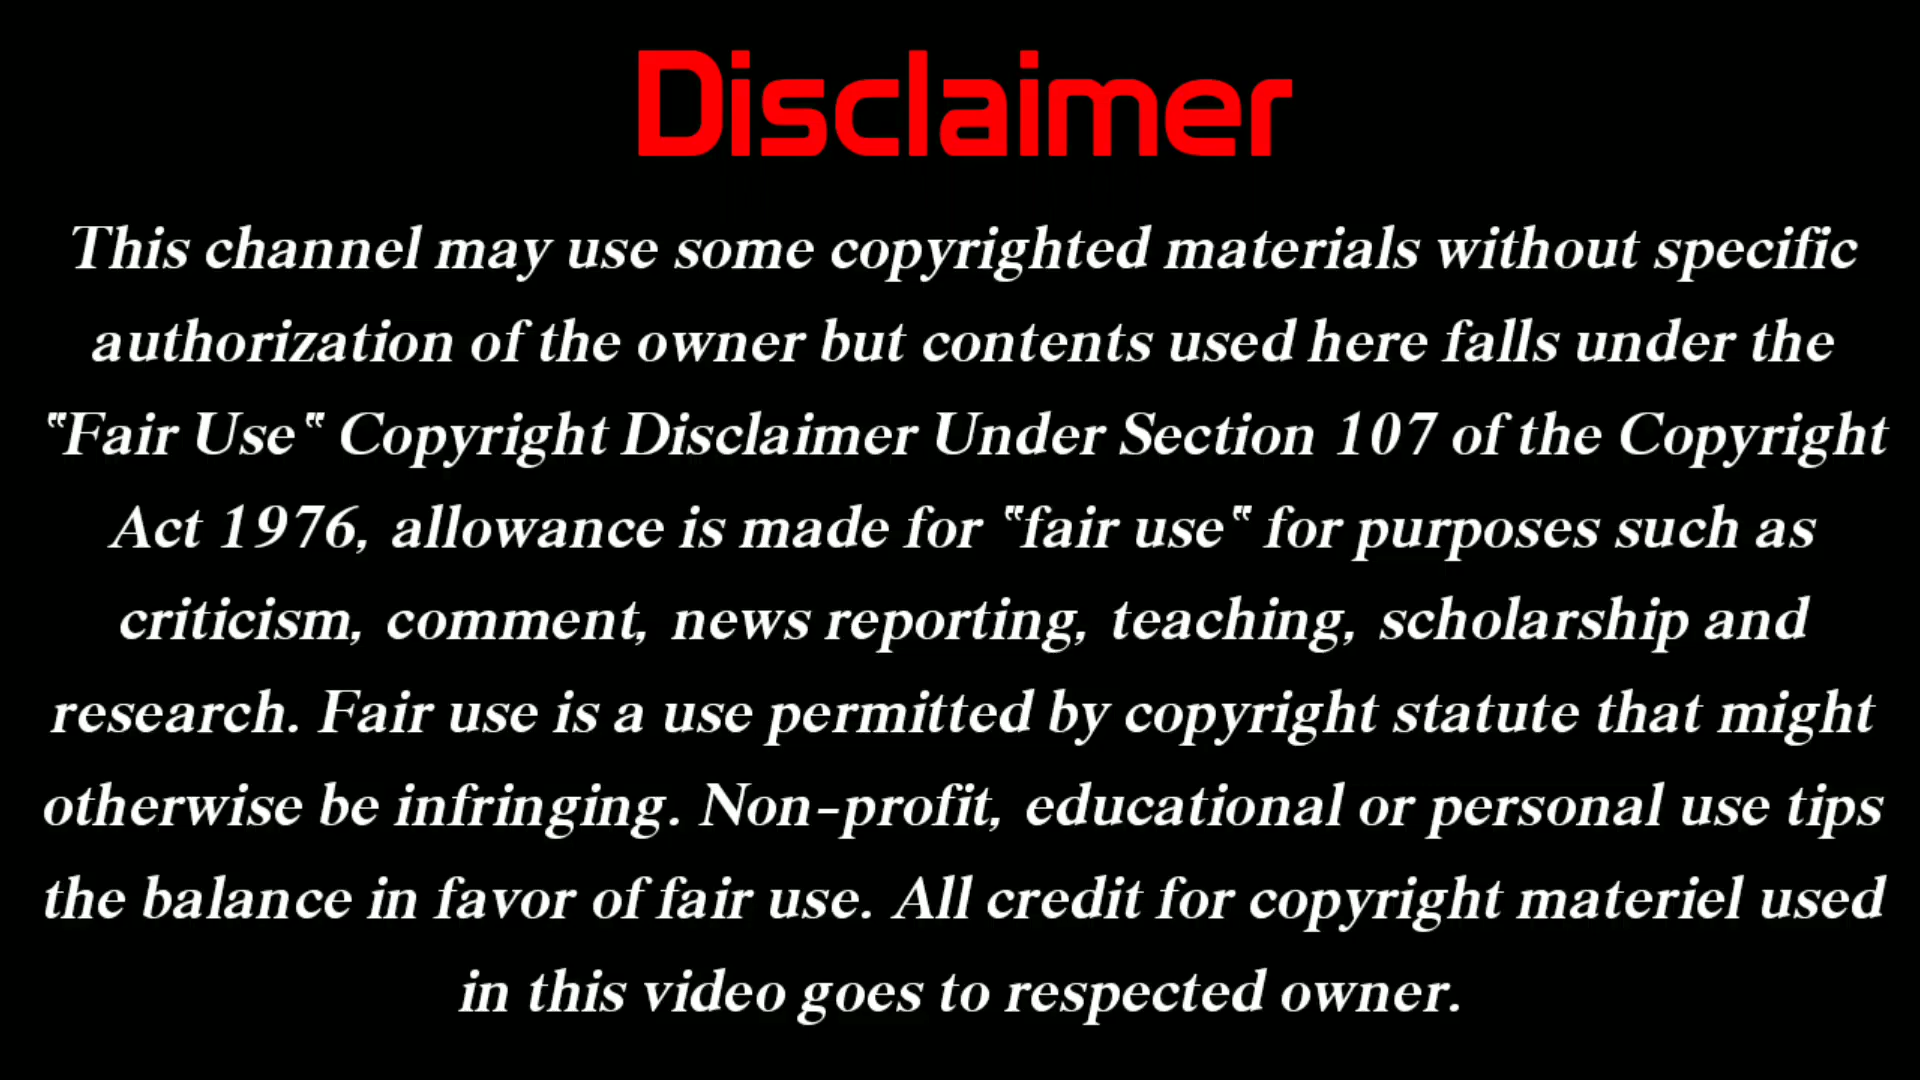 Disclaimer
This channel may use some copyrighted materials without specific
authorization of the owner but contents used here falls under the
“Fair Use“ Copyright Disclaimer Under Section 107 of the Copyright
Act 1976, allowance is made for “fair use“ for purposes such as
criticism, comment, news reporting, teaching, scholarship and
research. Fair use is a use permitted by copyright statute that might
otherwise be infringing. Non-profit, educational or personal use tips
the balance in favor of fair use. All credit for copyright materiel used
in this video goes to respected owner.